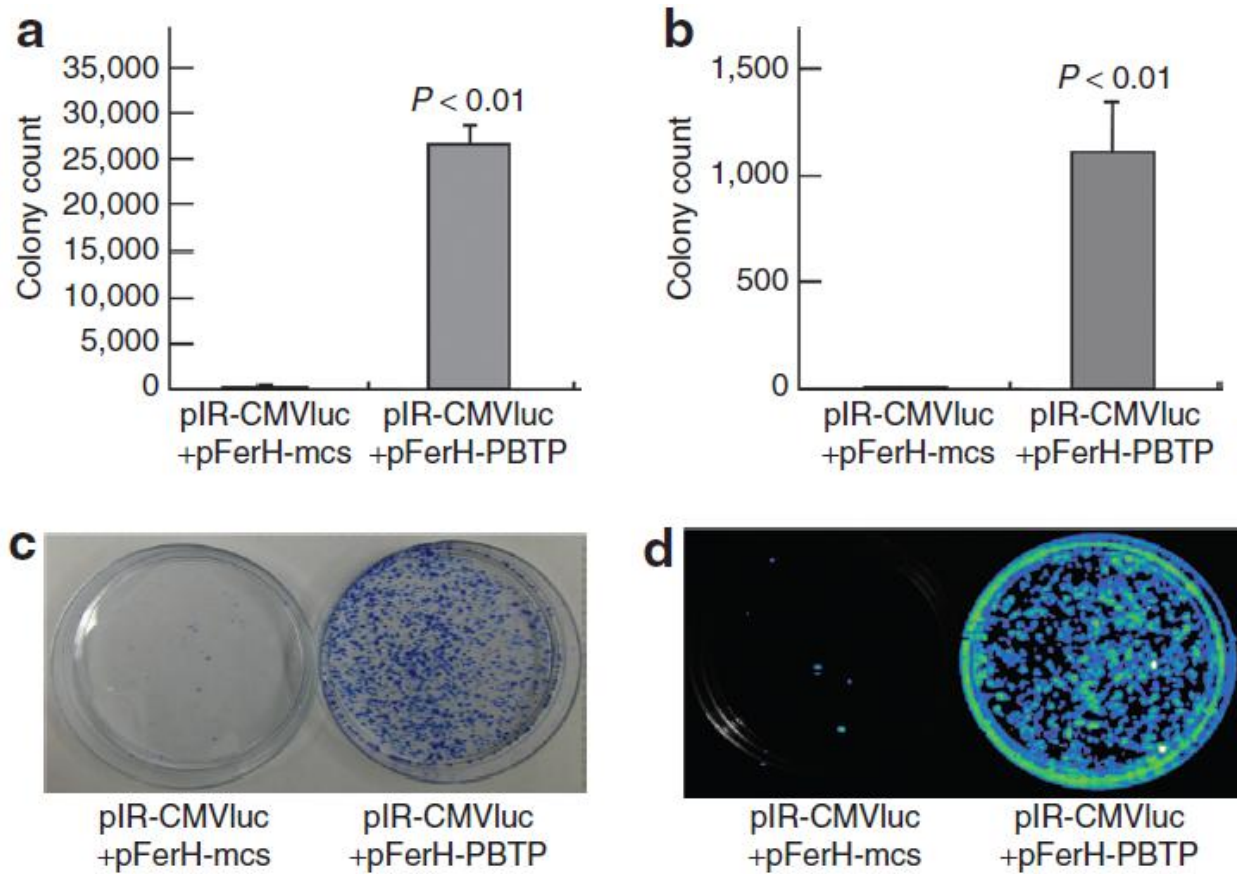 a
35,000
30,000
25,000
20,000
15,000
10,000
5,000
0
Colony count
P < 0.01
pIR-CMVluc
+pFerH-mcs
pIR-CMVluc
+pFerH-PBTP
b
1,500
1,000
500
0
Colony count
P < 0.01
pIR-CMVluc
+pFerH-mcs
pIR-CMVluc
+pFerH-PBTP
c
pIR-CMVluc
+pFerH-mcs
pIR-CMVluc
+pFerH-PBTP
d
pIR-CMVluc
+pFerH-mcs
pIR-CMVluc
+pFerH-PBTP